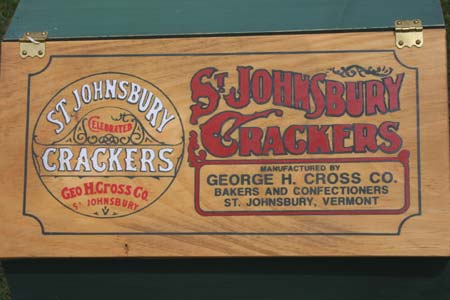 ST JOHNSBURY
CELEBRATED
CRACKERS
GEO H. CROSS CO.
ST. JOHNSBURY
V
ST. JOHNSBURY
CRACKERS
MANUFACTURED BY
GEORGE H. CROSS CO.
BAKERS AND CONFECTIONERS
ST. JOHNSBURY, VERMONT